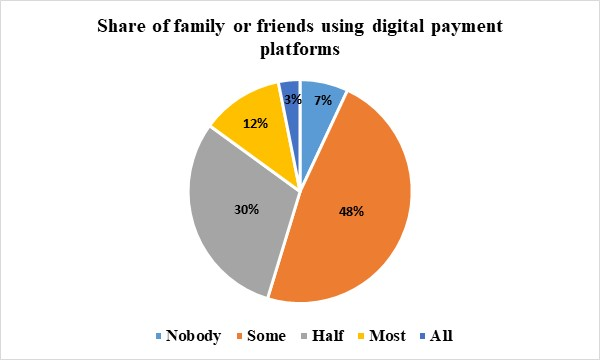 Share of family or friends using digital payment
platforms
3%
7%
12%
30%
48%
Nobody Some Half Most All